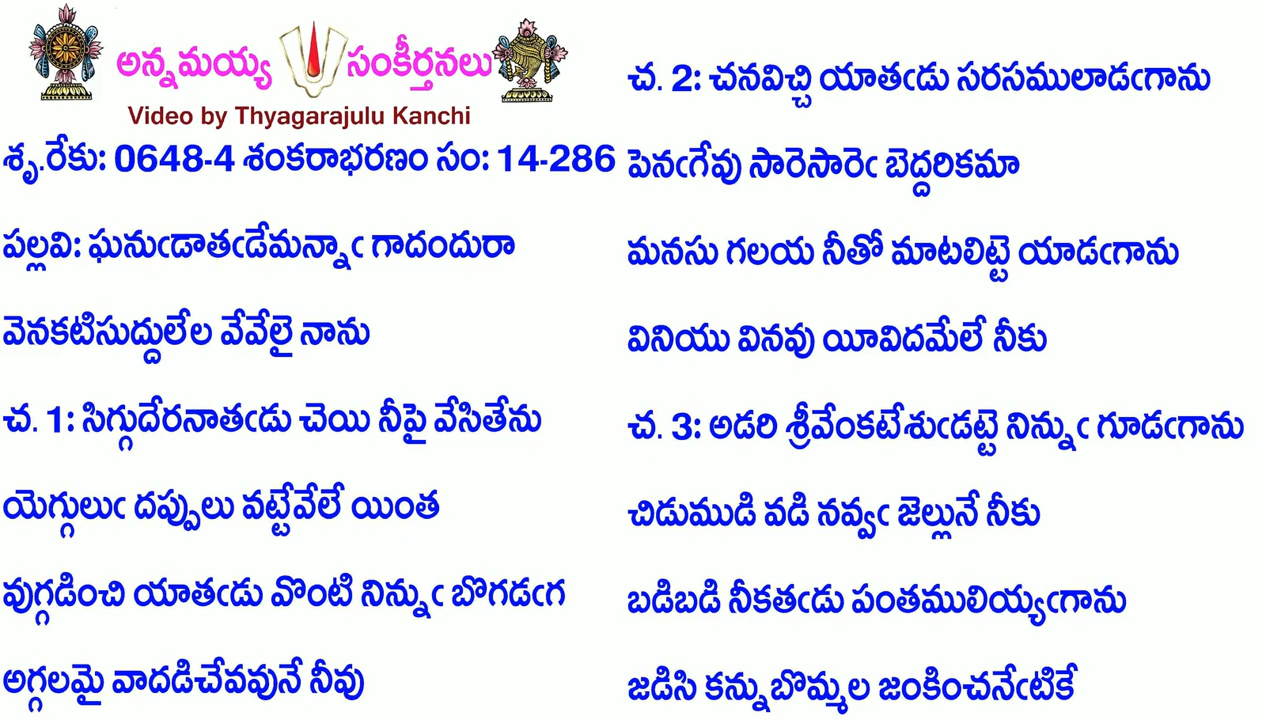 అన్నమయ్య సంకీర్తనలు
Video by Thyagarajulu Kanchi
శృ.రేకు: 0648-4 శంకరాభరణం సం: 14-286
పల్లవి: ఘనుఁడాతఁడేమన్నాఁ గాదందురా
వెనకటిసుద్దులేల వేవేలై నాను
చ. 1: సిగ్గుదేరనాతఁడు చెయి నీపై వేసితేను
యెగ్గులుఁ దప్పులు వట్టేవేలే యింత
వుగ్గడించి యాతఁడు వొంటి నిన్నుఁ బొగడఁగ
అగ్గలమై వాదడిచేవవునే నీవు
చ. 2: చనవిచ్చి యాతఁడు సరసములాడఁగాను
పెనఁగేవు సారెసారెఁ బెద్దరికమా
మనసు గలయ నీతో మాటలిట్టె యాడఁగాను
వినియు వినవు యీవిదమేలే నీకు
చ. 3: అడరి శ్రీవేంకటేశుఁడట్టె నిన్నుఁ గూడఁగాను
చిడుముడి వడి నవ్వఁ జెల్లునే నీకు
బడిబడి నీకతఁడు పంతములియ్యఁగాను
జడిసి కన్నుబొమ్మల జంకించనేఁటికే